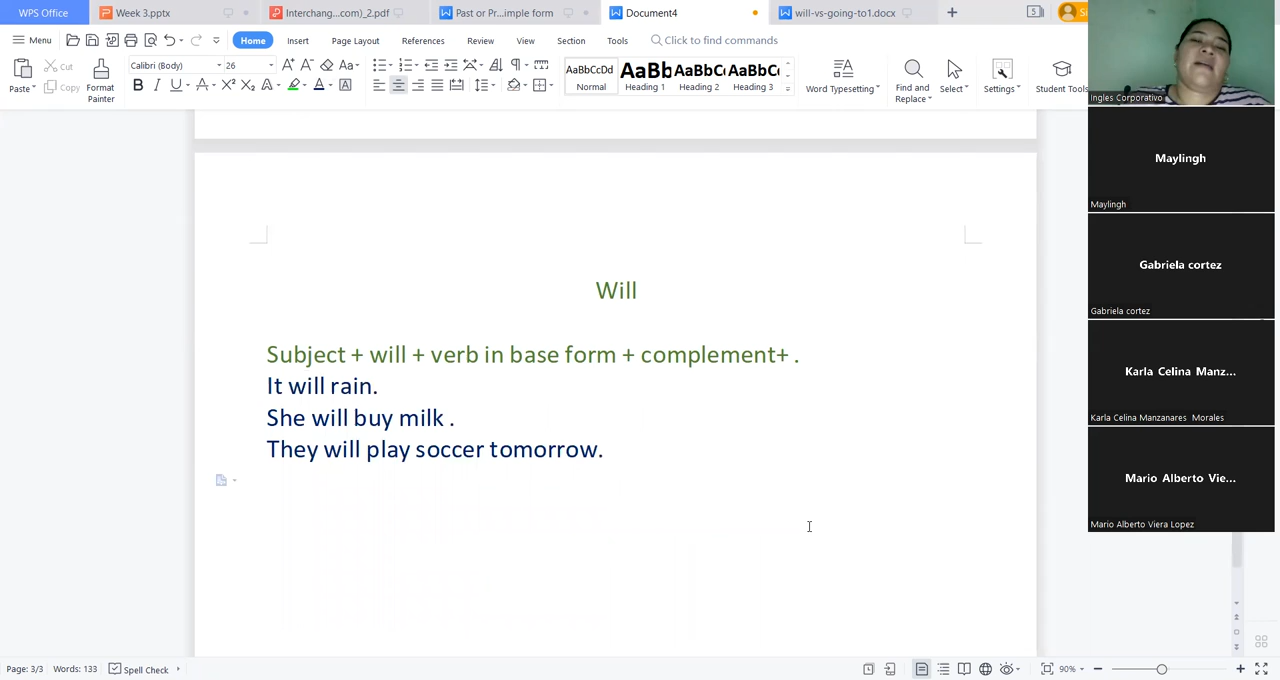 WPS Office
Week 3.pptx
Interchang...com)_2.pdf
Past or Pr...imple form
Document4
will-vs-going-to1.docx
5
Menu
Home
Insert
Page Layout
References
Review
View
Section
Tools
Click to find commands
Paste
Cut
Copy
Format Painter
Calibri (Body)
26
AaBbCcDd
Normal
AaBb
Heading 1
AaBbC
Heading 2
AaBbC
Heading 3
Word Typesetting
Find and Replace
Select
Settings
Student Tools
Ingles Corporativo
Maylingh
Maylingh
Gabriela cortez
Gabriela cortez
Karla Celina Manz...
Karla Celina Manzanares Morales
Mario Alberto Vie...
Mario Alberto Viera Lopez
Will
Subject + will + verb in base form + complement+ .
It will rain.
She will buy milk .
They will play soccer tomorrow.
Page: 3/3
Words: 133
Spell Check
90%